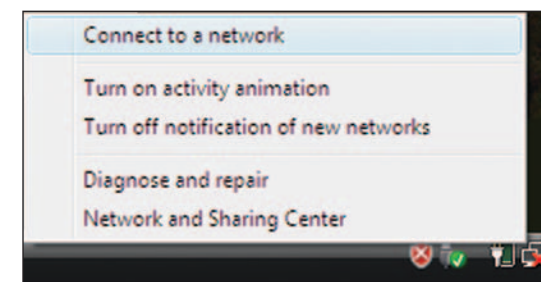 Connect to a network
Turn on activity animation
Turn off notification of new networks
Diagnose and repair
Network and Sharing Center